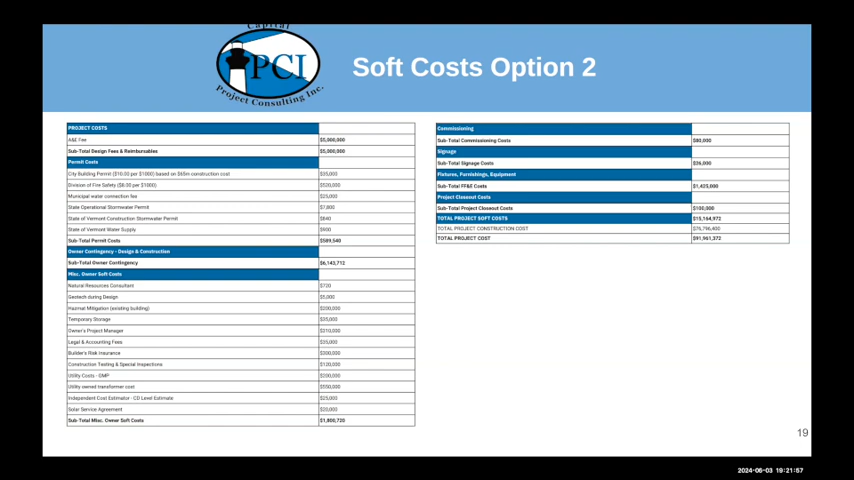 Capital
PCI
Project Consulting Inc.
Soft Costs Option 2
PROJECT COSTS
A&E Fee $5,000,000
Sub-Total Design Fees & Reimbursables $5,000,000
Permit Costs
City Building Permit ($10.00 per $1000) based on $65m construction cost $35,000
Division of Fire Safety ($8.00 per $1000) $520,000
Municipal water connection fee $25,000
State Operational Stormwater Permit $7,800
State of Vermont Construction Stormwater Permit $840
State of Vermont Water Supply $900
Sub-Total Permit Costs $589,540
Owner Contingency - Design & Construction
Sub-Total Owner Contingency $6,143,712
Misc. Owner Soft Costs
Natural Resources Consultant $720
Geotech during Design $5,000
Hazmat Mitigation (existing building) $200,000
Temporary Storage $35,000
Owner's Project Manager $310,000
Legal & Accounting Fees $35,000
Builder's Risk Insurance $300,000
Construction Testing & Special Inspections $120,000
Utility Costs - GMP $200,000
Utility owned transformer cost $550,000
Independent Cost Estimator - CD Level Estimate $25,000
Solar Service Agreement $20,000
Sub-Total Misc. Owner Soft Costs $1,800,720
Commissioning
Sub-Total Commissioning Costs $80,000
Signage
Sub-Total Signage Costs $26,000
Fixtures, Furnishings, Equipment
Sub-Total FF&E Costs $1,425,000
Project Closeout Costs
Sub-Total Project Closeout Costs $100,000
TOTAL PROJECT SOFT COSTS $15,164,972
TOTAL PROJECT CONSTRUCTION COST $76,796,400
TOTAL PROJECT COST $91,961,372
19
2024-06-03 19:21:57